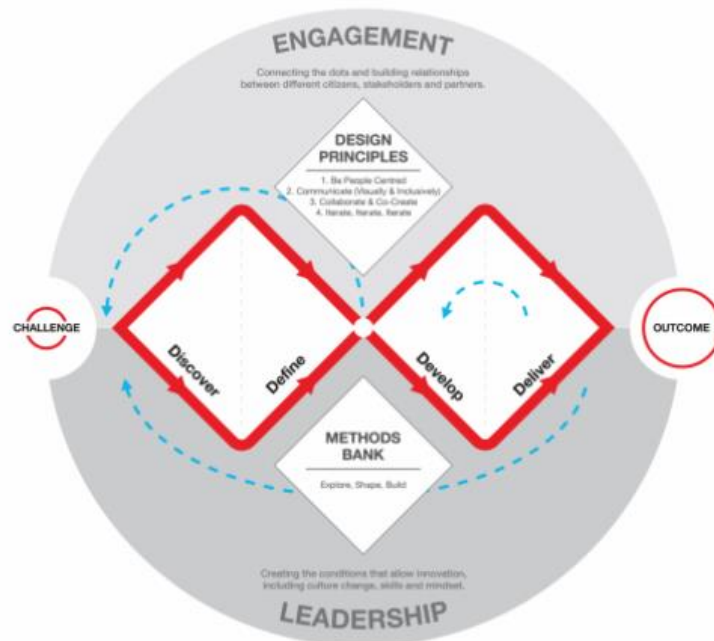 ENGAGEMENT
Connecting the dots and building relationships
between different citizens, stakeholders and partners.
DESIGN
PRINCIPLES
1. Be People Centred
2. Communicate (Visually & Inclusively)
3. Collaborate & Co-Create
4. Iterate, Iterate, Iterate
CHALLENGE
OUTCOME
Discover
Define
Develop
Deliver
METHODS
BANK
Explore, Shape, Build
Creating the conditions that allow innovation,
including culture change, skills and mindset.
LEADERSHIP